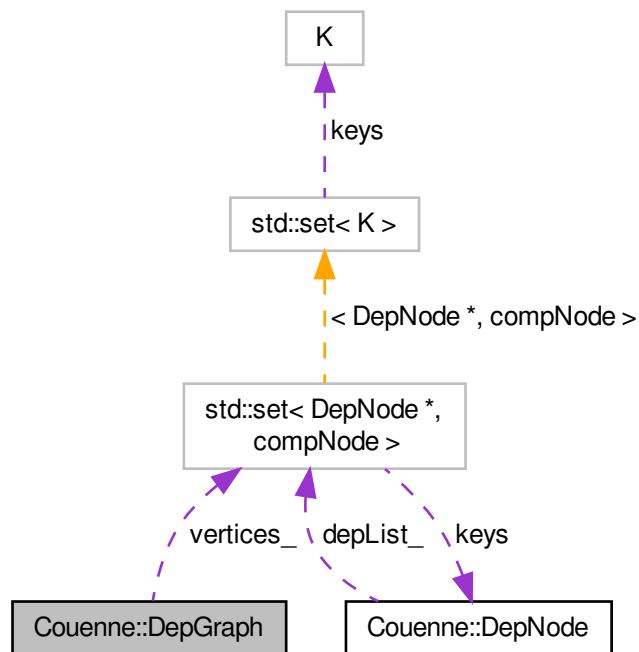 K
keys
std::set< K >
< DepNode *, compNode >
std::set< DepNode *,
compNode >
vertices_ depList_ keys
Couenne::DepGraph Couenne::DepNode